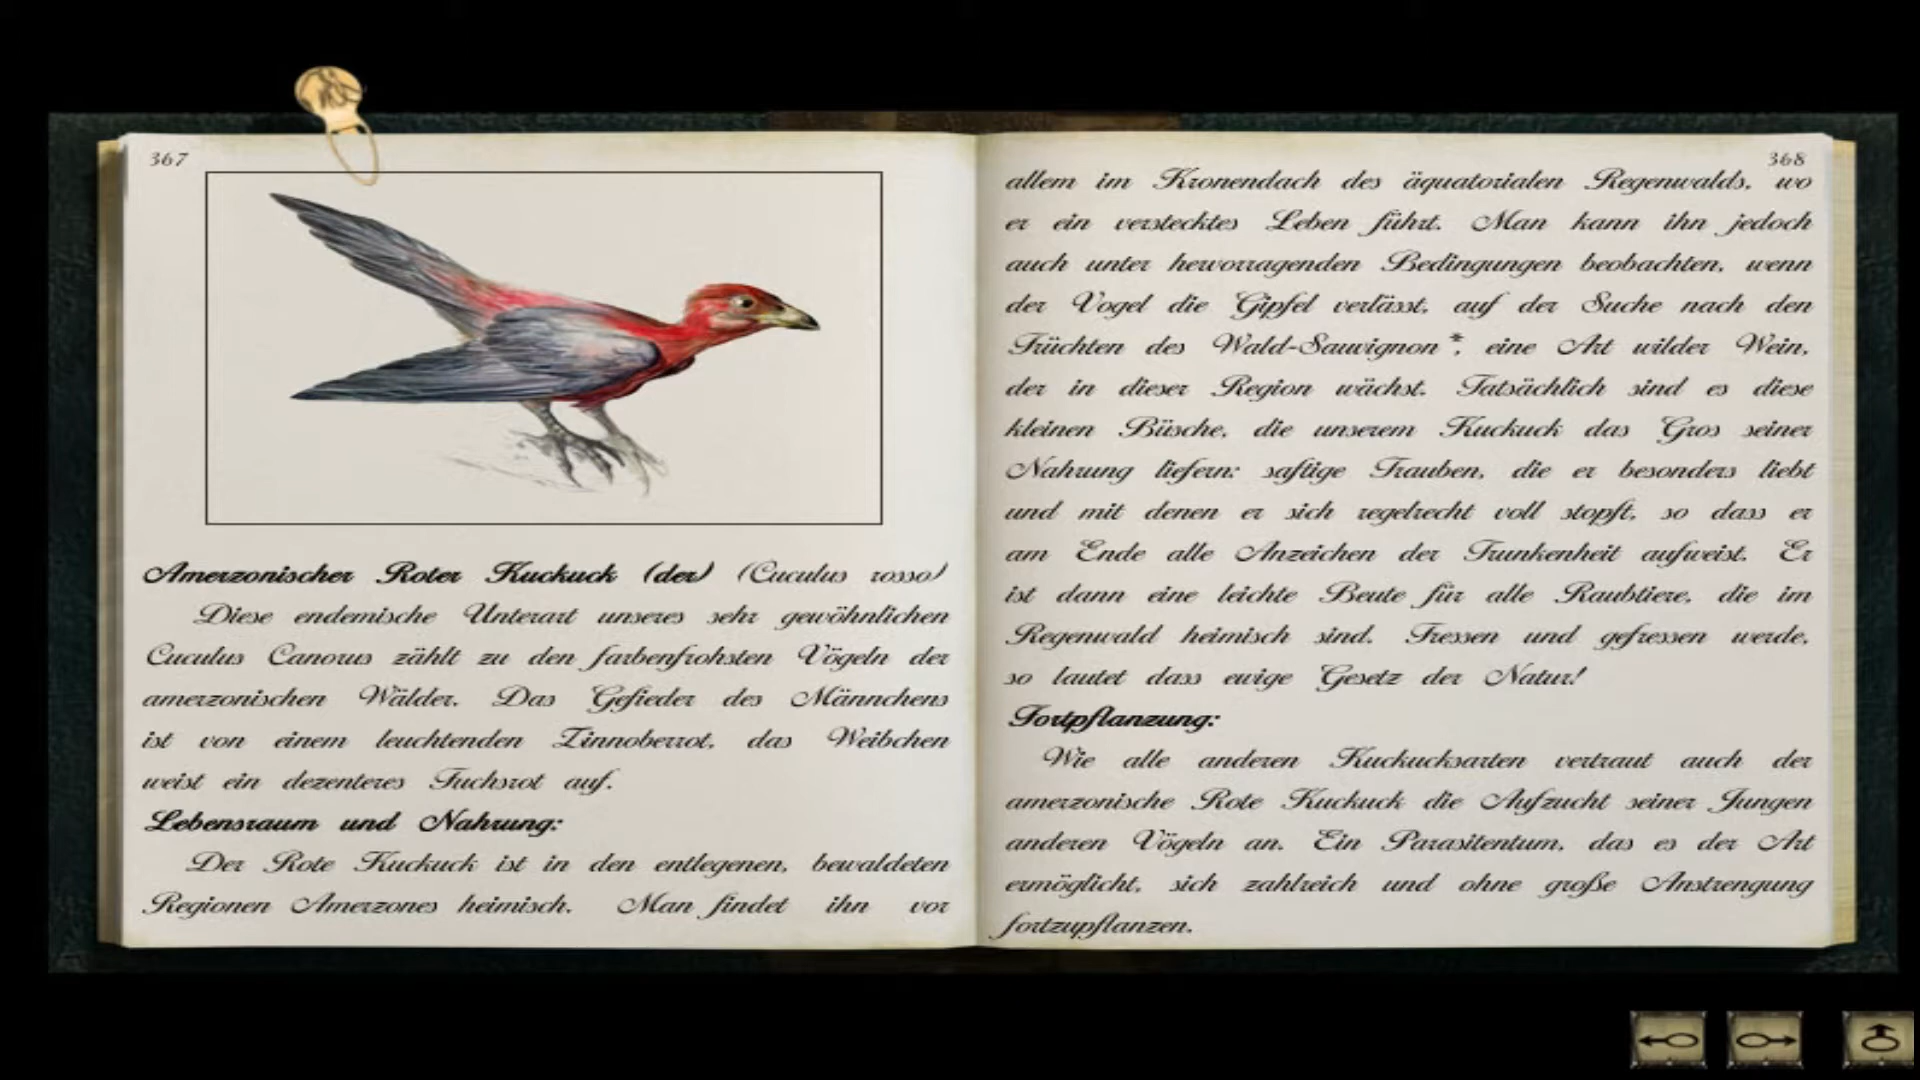 367
Amerzonischer Roter Kuckuck (der) (Cuculus rosso)
Diese endemische Unterart unseres sehr gewöhnlichen
Cuculus Canorus zählt zu den farbenfrohsten Vögeln der
amerzonischen Wälder. Das Gefieder des Männchens
ist von einem leuchtenden Zinnoberrot, das Weibchen
weist ein dezenteres Fuchsrot auf.
Lebensraum und Nahrung:
Der Rote Kuckuck ist in den entlegenen, bewaldeten
Regionen Amerzones heimisch. Man findet ihn vor
368
allem im Kronendach des äquatorialen Regenwalds, wo
er ein verstecktes Leben führt. Man kann ihn jedoch
auch unter hervorragenden Bedingungen beobachten, wenn
der Vogel die Gipfel verlässt, auf der Suche nach den
Früchten des Wald-Sauvignon*, eine Art wilder Wein,
der in dieser Region wächst. Tatsächlich sind es diese
kleinen Büsche, die unserem Kuckuck das Gros seiner
Nahrung liefern: saftige Trauben, die er besonders liebt
und mit denen er sich regelrecht voll stopft, so dass er
am Ende alle Anzeichen der Trunkenheit aufweist. Er
ist dann eine leichte Beute für alle Raubtiere, die im
Regenwald heimisch sind. Fressen und gefressen werde,
so lautet dass ewige Gesetz der Natur!
Fortpflanzung:
Wie alle anderen Kuckucksarten vertraut auch der
amerzonische Rote Kuckuck die Aufzucht seiner Jungen
anderen Vögeln an. Ein Parasitentum, das es der Art
ermöglicht, sich zahlreich und ohne große Anstrengung
fortzupflanzen.